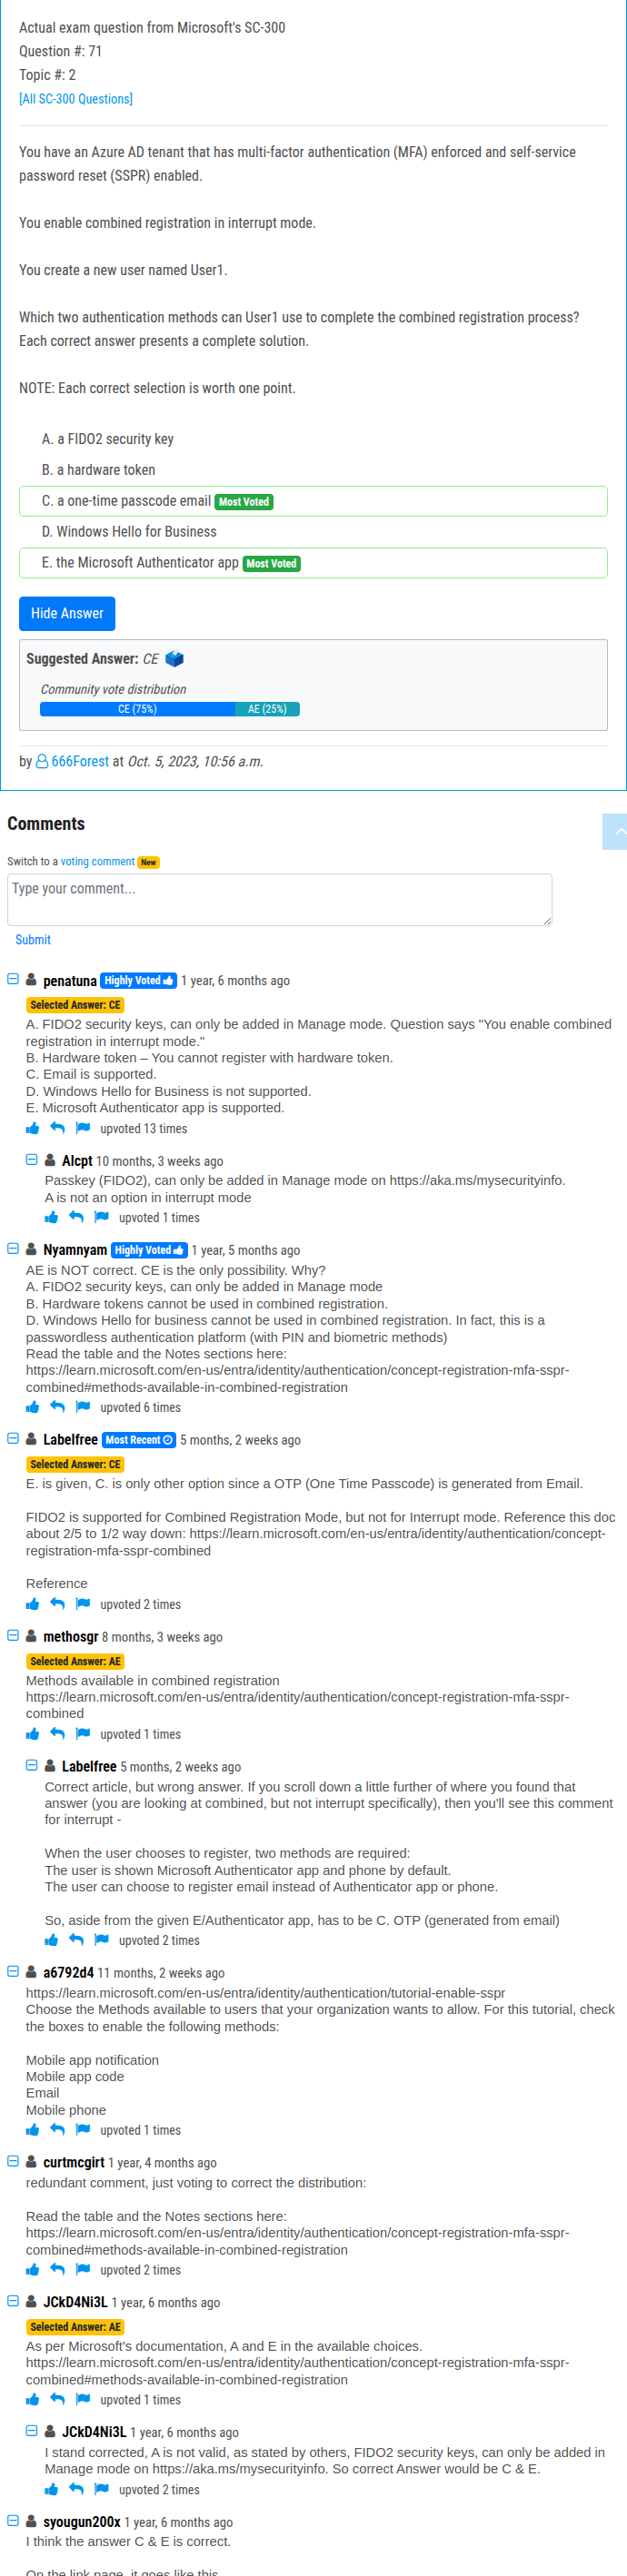 Actual exam question from Microsoft's SC-300
Question #: 71
Topic #: 2
[All SC-300 Questions]
You have an Azure AD tenant that has multi-factor authentication (MFA) enforced and self-service
password reset (SSPR) enabled.
You enable combined registration in interrupt mode.
You create a new user named User1.
Which two authentication methods can User1 use to complete the combined registration process?
Each correct answer presents a complete solution.
NOTE: Each correct selection is worth one point.
A. a FIDO2 security key
B. a hardware token
C. a one-time passcode email Most Voted
D. Windows Hello for Business
E. the Microsoft Authenticator app Most Voted
Hide Answer
Suggested Answer: CE
Community vote distribution
CE (75%) AE (25%)
by 666Forest at Oct. 5, 2023, 10:56 a.m.
Comments
Switch to a voting comment New
Type your comment...
Submit
penatuna Highly Voted 1 year, 6 months ago
Selected Answer: CE
A. FIDO2 security keys, can only be added in Manage mode. Question says "You enable combined
registration in interrupt mode."
B. Hardware token – You cannot register with hardware token.
C. Email is supported.
D. Windows Hello for Business is not supported.
E. Microsoft Authenticator app is supported.
upvoted 13 times
Alcpt 10 months, 3 weeks ago
Passkey (FIDO2), can only be added in Manage mode on https://aka.ms/mysecurityinfo.
A is not an option in interrupt mode
upvoted 1 times
Nyamnyam Highly Voted 1 year, 5 months ago
AE is NOT correct. CE is the only possibility. Why?
A. FIDO2 security keys, can only be added in Manage mode
B. Hardware tokens cannot be used in combined registration.
D. Windows Hello for business cannot be used in combined registration. In fact, this is a
passwordless authentication platform (with PIN and biometric methods)
Read the table and the Notes sections here:
https://learn.microsoft.com/en-us/entra/identity/authentication/concept-registration-mfa-sspr-
combined#methods-available-in-combined-registration
upvoted 6 times
Labelfree Most Recent 5 months, 2 weeks ago
Selected Answer: CE
E. is given, C. is only other option since a OTP (One Time Passcode) is generated from Email.
FIDO2 is supported for Combined Registration Mode, but not for Interrupt mode. Reference this doc
about 2/5 to 1/2 way down: https://learn.microsoft.com/en-us/entra/identity/authentication/concept-
registration-mfa-sspr-combined
Reference
upvoted 2 times
methosgr 8 months, 3 weeks ago
Selected Answer: AE
Methods available in combined registration
https://learn.microsoft.com/en-us/entra/identity/authentication/concept-registration-mfa-sspr-
combined
upvoted 1 times
Labelfree 5 months, 2 weeks ago
Correct article, but wrong answer. If you scroll down a little further of where you found that
answer (you are looking at combined, but not interrupt specifically), then you'll see this comment
for interrupt -
When the user chooses to register, two methods are required:
The user is shown Microsoft Authenticator app and phone by default.
The user can choose to register email instead of Authenticator app or phone.
So, aside from the given E/Authenticator app, has to be C. OTP (generated from email)
upvoted 2 times
a6792d4 11 months, 2 weeks ago
https://learn.microsoft.com/en-us/entra/identity/authentication/tutorial-enable-sspr
Choose the Methods available to users that your organization wants to allow. For this tutorial, check
the boxes to enable the following methods:
Mobile app notification
Mobile app code
Email
Mobile phone
upvoted 1 times
curtmcgirt 1 year, 4 months ago
redundant comment, just voting to correct the distribution:
Read the table and the Notes sections here:
https://learn.microsoft.com/en-us/entra/identity/authentication/concept-registration-mfa-sspr-
combined#methods-available-in-combined-registration
upvoted 2 times
JCkD4Ni3L 1 year, 6 months ago
Selected Answer: AE
As per Microsoft's documentation, A and E in the available choices.
https://learn.microsoft.com/en-us/entra/identity/authentication/concept-registration-mfa-sspr-
combined#methods-available-in-combined-registration
upvoted 1 times
JCkD4Ni3L 1 year, 6 months ago
I stand corrected, A is not valid, as stated by others, FIDO2 security keys, can only be added in
Manage mode on https://aka.ms/mysecurityinfo. So correct Answer would be C & E.
upvoted 2 times
syougun200x 1 year, 6 months ago
I think the answer C & E is correct.
On the link page, it goes like this